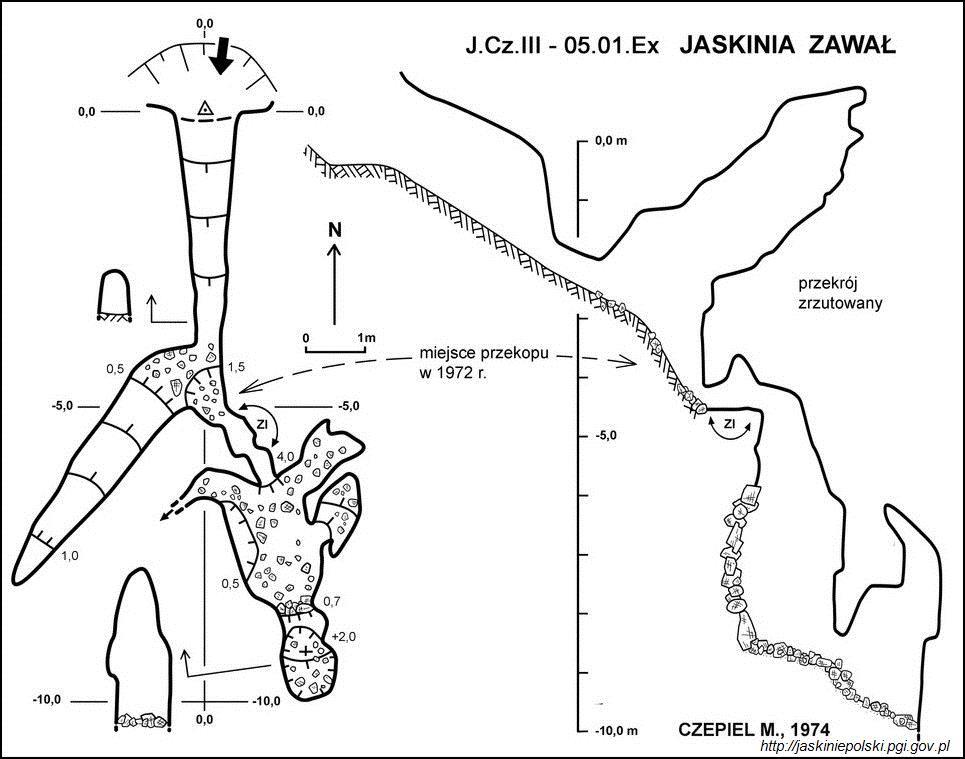 J.Cz.III - 05.01.Ex JASKINIA ZAWAŁ
0,0
0,0
0,0
0,0 m
N
przekrój
zrzutowany
0 1m
miejsce przekopu
w 1972 r.
0,5
1,5
-5,0
-5,0
-5,0
ZI
ZI
4,0
1,0
0,5
0,7
+2,0
-10,0
-10,0
0,0
-10,0 m
CZEPIEL M., 1974
http://jaskiniepolski.pgi.gov.pl